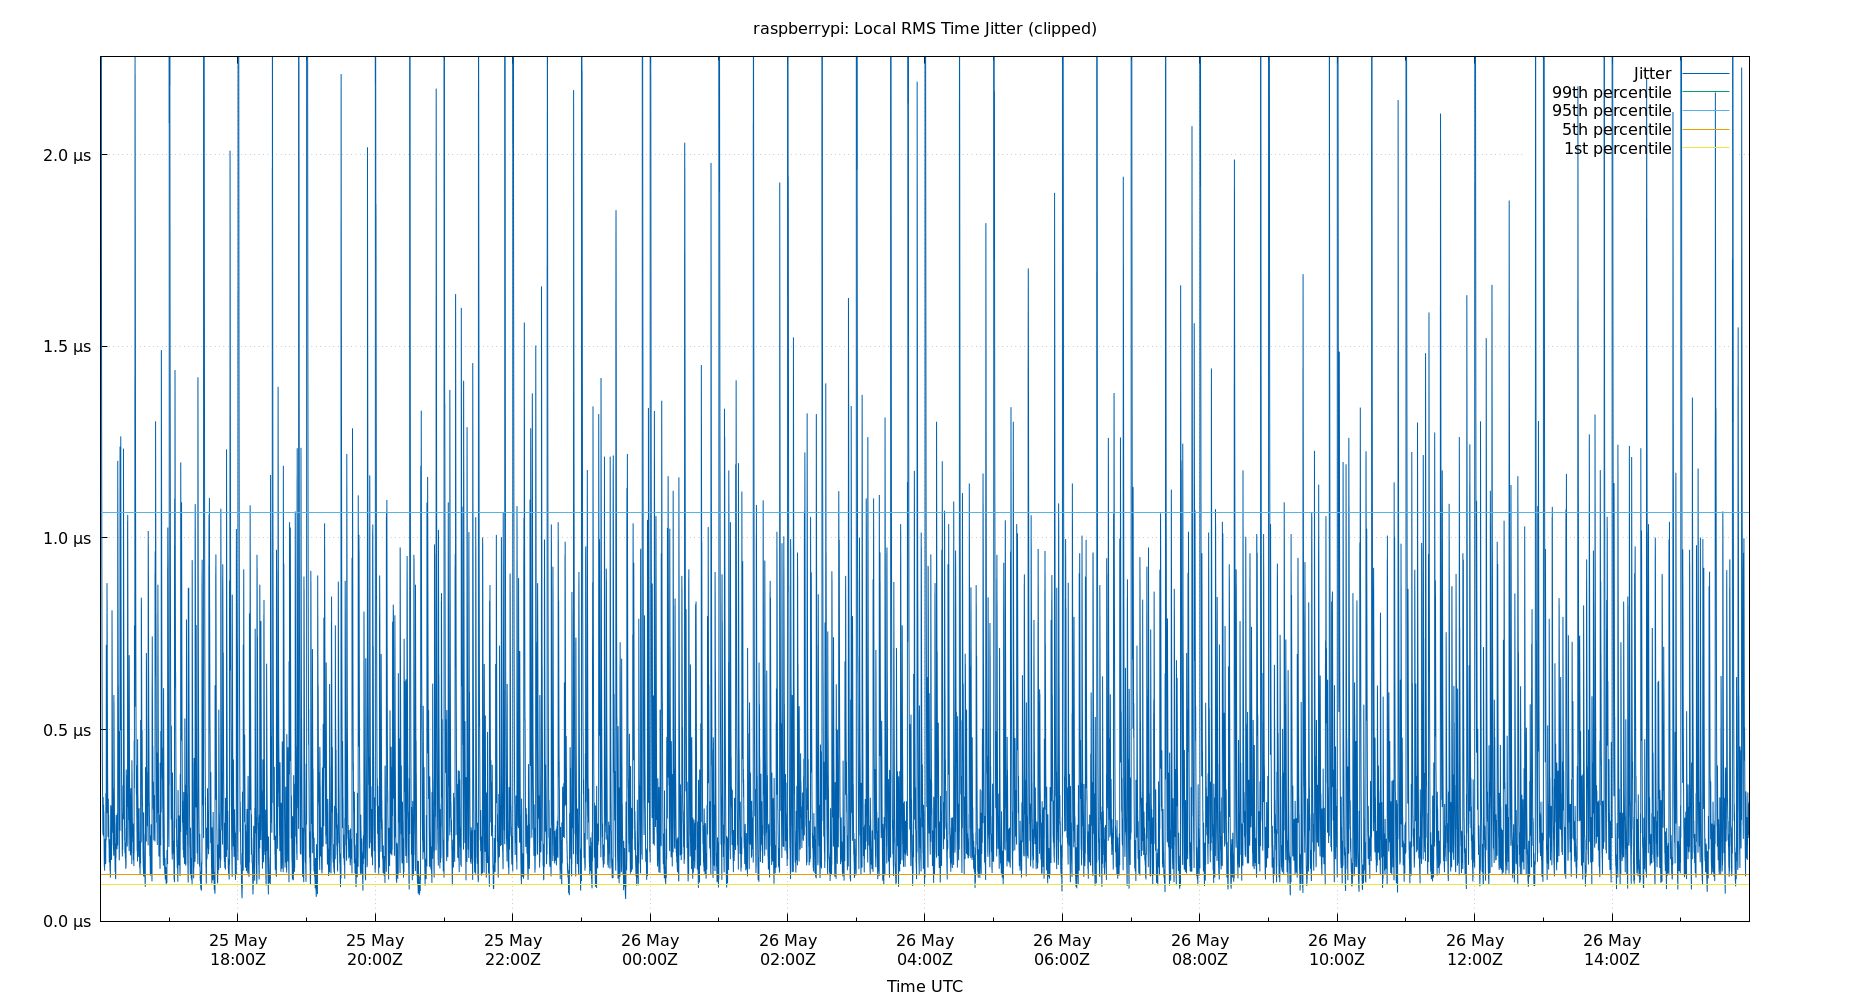 raspberrypi: Local RMS Time Jitter (clipped)
Jitter
99th percentile
95th percentile
5th percentile
1st percentile
2.0 µs
1.5 µs
1.0 µs
0.5 µs
0.0 µs
25 May 25 May 25 May 26 May 26 May 26 May 26 May 26 May 26 May 26 May 26 May
18:00Z 20:00Z 22:00Z 00:00Z 02:00Z 04:00Z 06:00Z 08:00Z 10:00Z 12:00Z 14:00Z
Time UTC